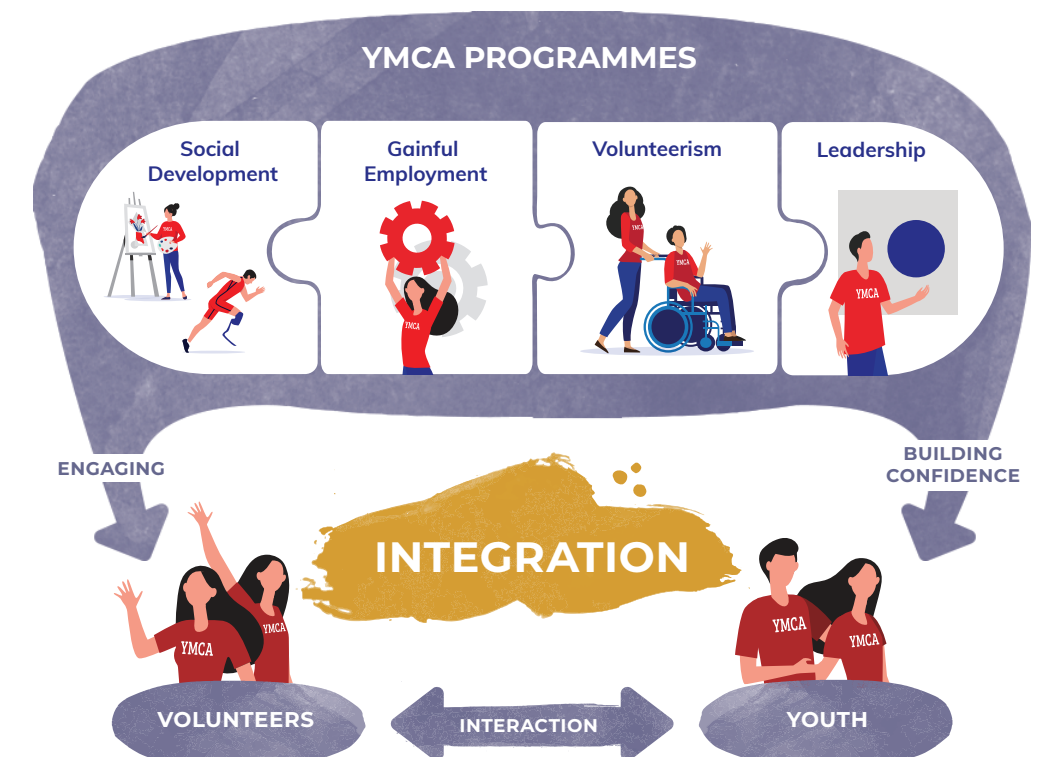 YMCA PROGRAMMES
Social
Development
Gainful
Employment
Volunteerism
Leadership
YMCA
YMCA
YMCA
YMCA
YMCA
ENGAGING
BUILDING
CONFIDENCE
INTEGRATION
YMCA
YMCA
YMCA
YMCA
VOLUNTEERS
INTERACTION
YOUTH